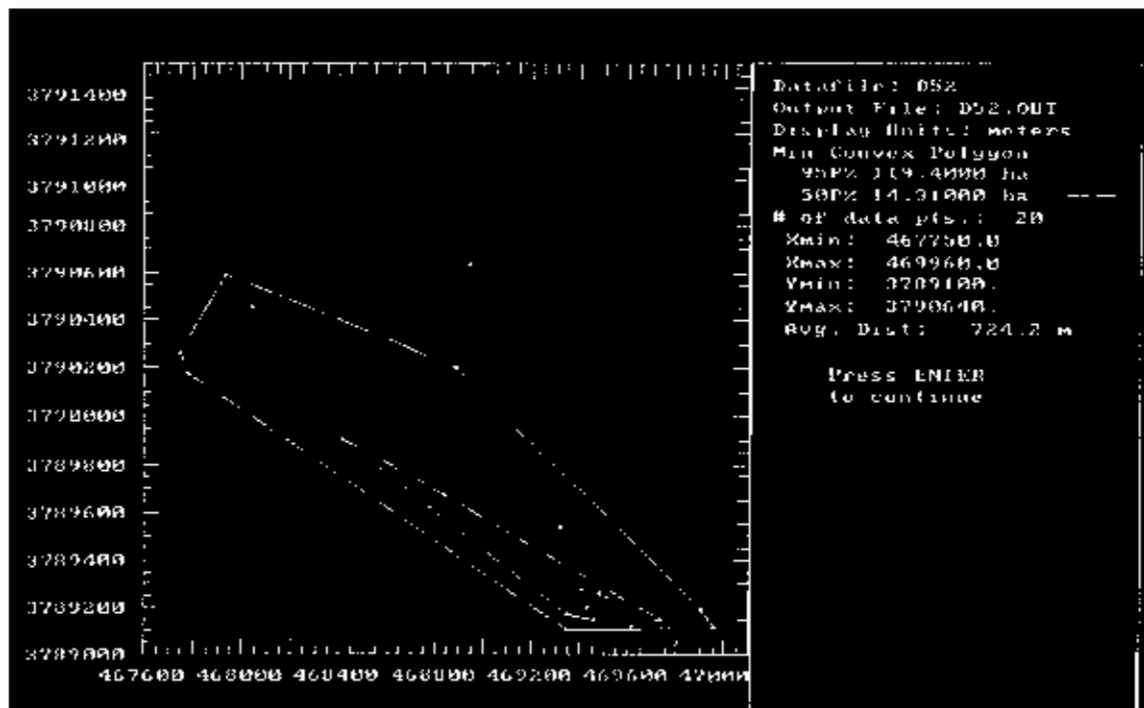 3791400
3791200
3791000
3790800
3790600
3790400
3790200
3790000
3789800
3789600
3789400
3789200
3789000
467600 468000 468400 468800 469200 469600 47000
Datafile: D52
Output File: D52.OUT
Display Units: meters
Min Convex Polygon
95P% 119.4000 ha
50P% 14.31000 ha
# of data pts.: 20
Xmin: 467750.0
Xmax: 469960.0
Ymin: 3789100.
Ymax: 3790640.
Avg. Dist: 724.2 m
Press ENTER
to continue